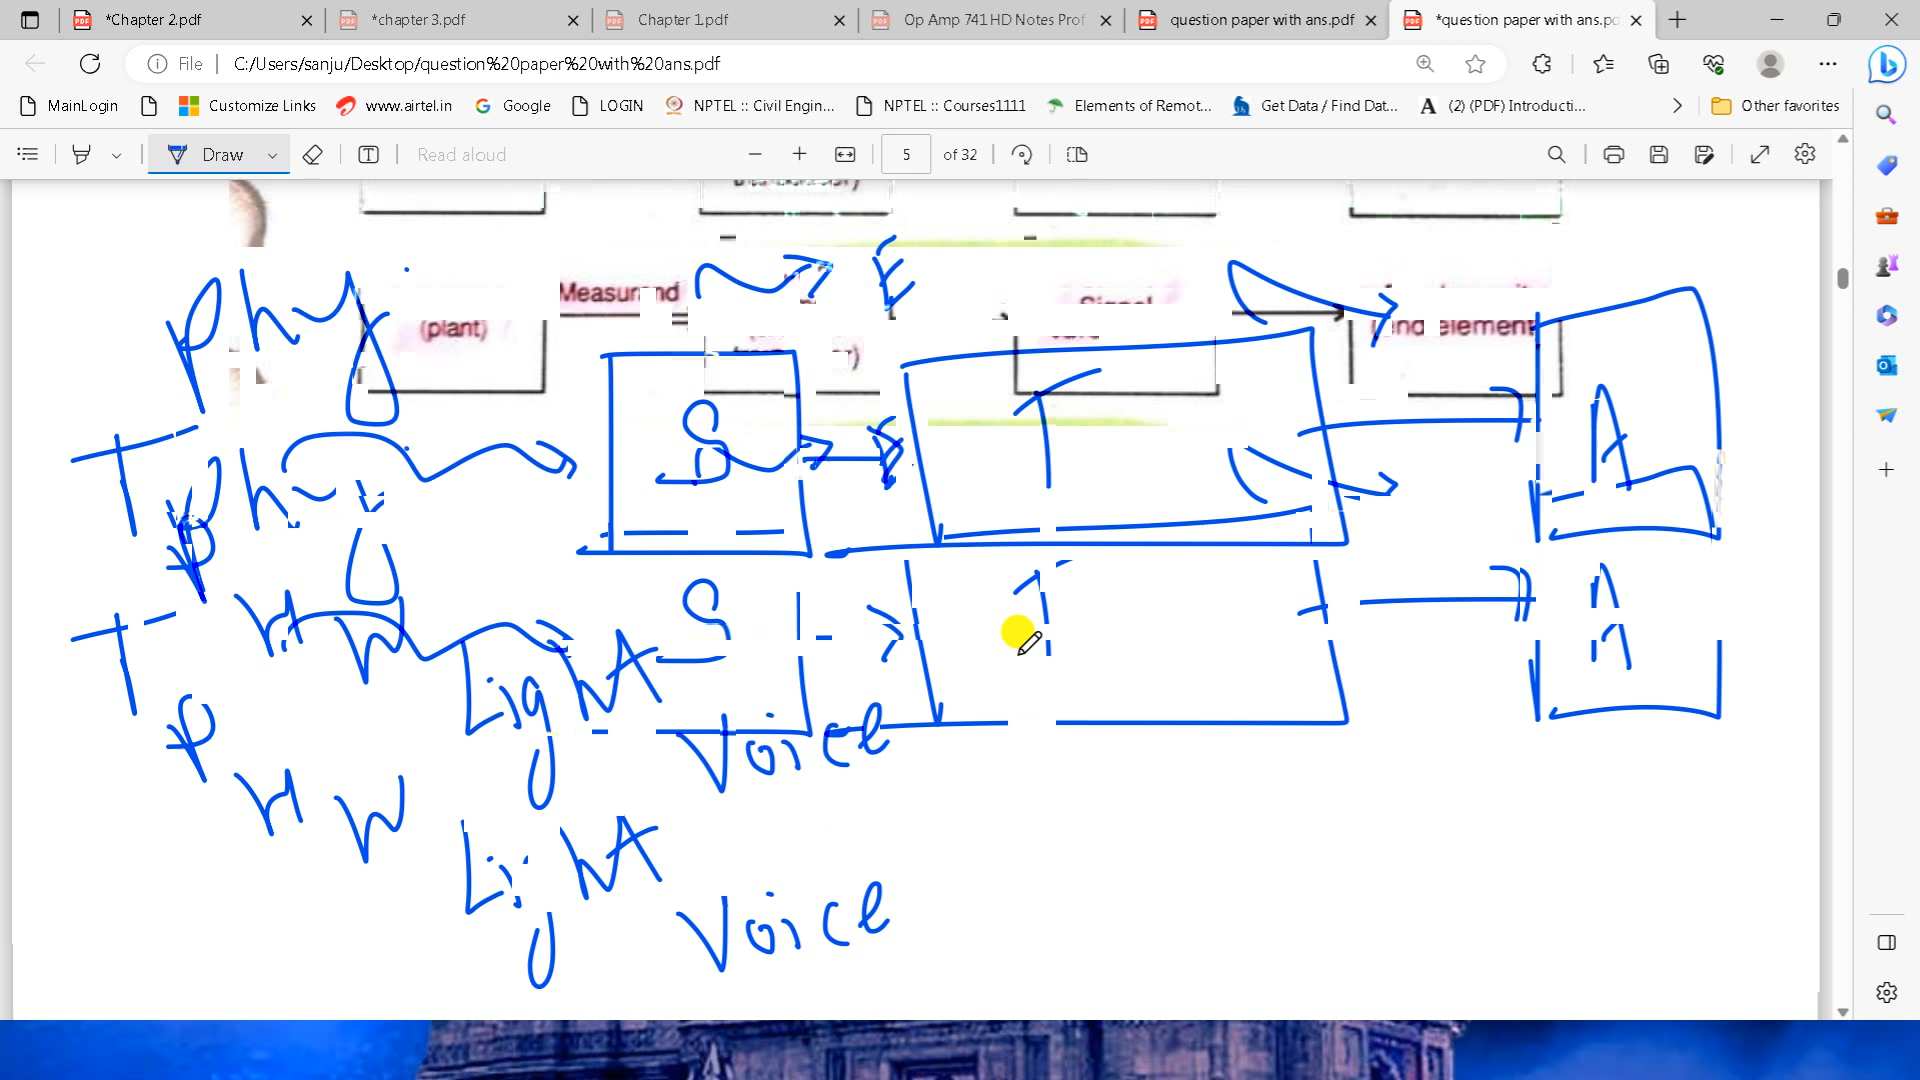 *Chapter 2.pdf
*chapter 3.pdf
Chapter 1.pdf
Op Amp 741 HD Notes Prof
question paper with ans.pdf
*question paper with ans.pd
File
C:/Users/sanju/Desktop/question%20paper%20with%20ans.pdf
MainLogin
Customize Links
www.airtel.in
Google
LOGIN
NPTEL :: Civil Engin...
NPTEL :: Courses1111
Elements of Remot...
Get Data / Find Dat...
A
(2) (PDF) Introducti...
Other favorites
Draw
Read aloud
5
of 32
phy
E
(plant)
S
T
A
T
P
H
W
Light
Voice
S
T
P
H
W
Light
Voice